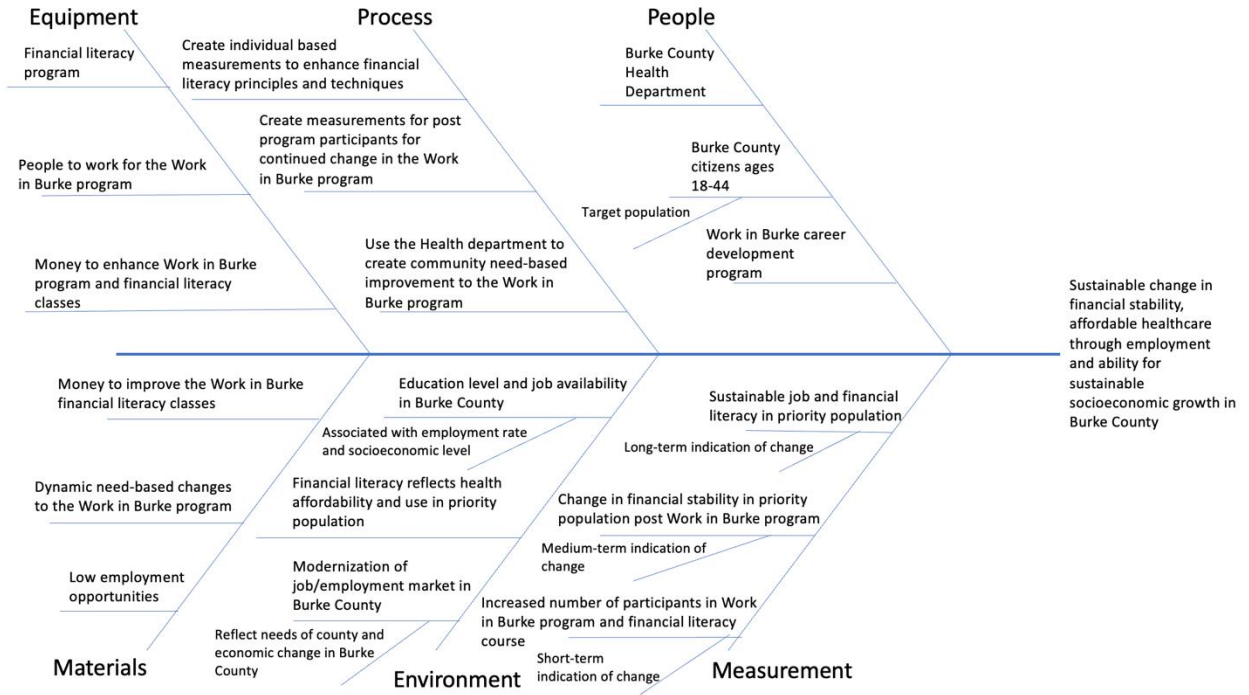 Equipment
Process
People
Financial literacy
program
People to work for the Work
in Burke program
Money to enhance Work in Burke
program and financial literacy
classes
Create individual based
measurements to enhance financial
literacy principles and techniques
Create measurements for post
program participants for
continued change in the Work
in Burke program
Use the Health department to
create community need-based
improvement to the Work in
Burke program
Burke County
Health
Department
Burke County
citizens ages
18-44
Target population
Work in Burke career
development
program
Sustainable change in
financial stability,
affordable healthcare
through employment
and ability for
sustainable
socioeconomic growth in
Burke County
Money to improve the Work in Burke
financial literacy classes
Dynamic need-based changes
to the Work in Burke program
Low employment
opportunities
Materials
Education level and job availability
in Burke County
Associated with employment rate
and socioeconomic level
Financial literacy reflects health
affordability and use in priority
population
Modernization of
job/employment market in
Burke County
Reflect needs of county and
economic change in Burke
County
Environment
Sustainable job and financial
literacy in priority population
Long-term indication of change
Change in financial stability in priority
population post Work in Burke program
Medium-term indication of
change
Increased number of participants in Work
in Burke program and financial literacy
course
Short-term
indication of change
Measurement